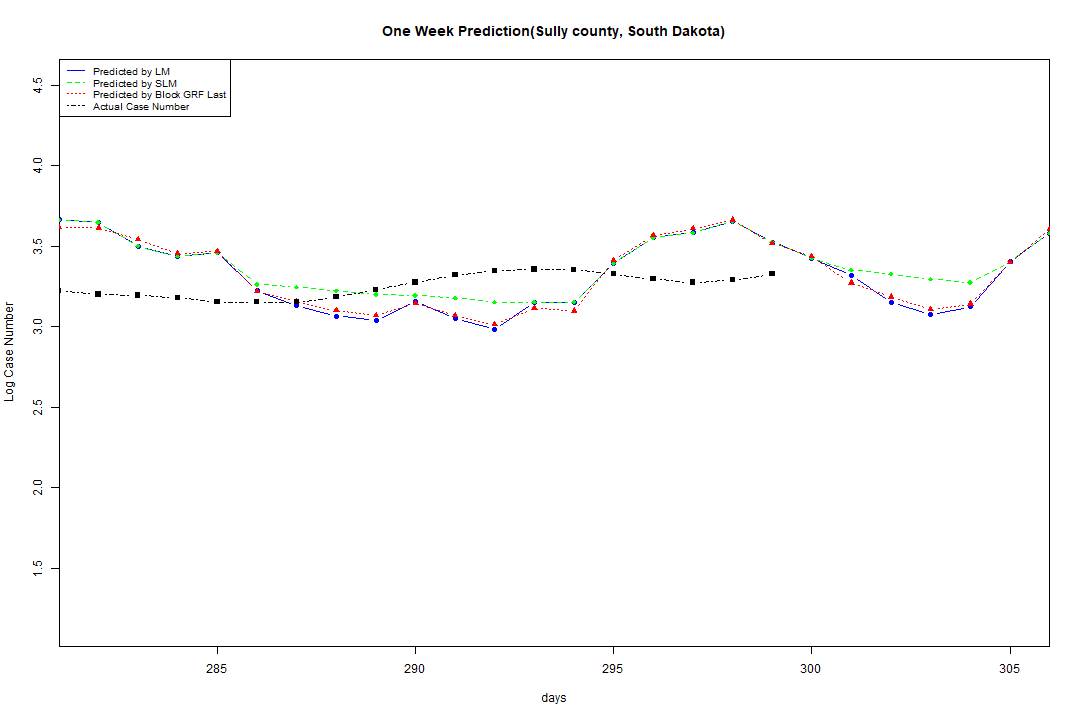 One Week Prediction(Sully county, South Dakota)
Predicted by LM
Predicted by SLM
Predicted by Block GRF Last
Actual Case Number
4.5
4.0
3.5
3.0
2.5
2.0
1.5
Log Case Number
285 290 295 300 305
days